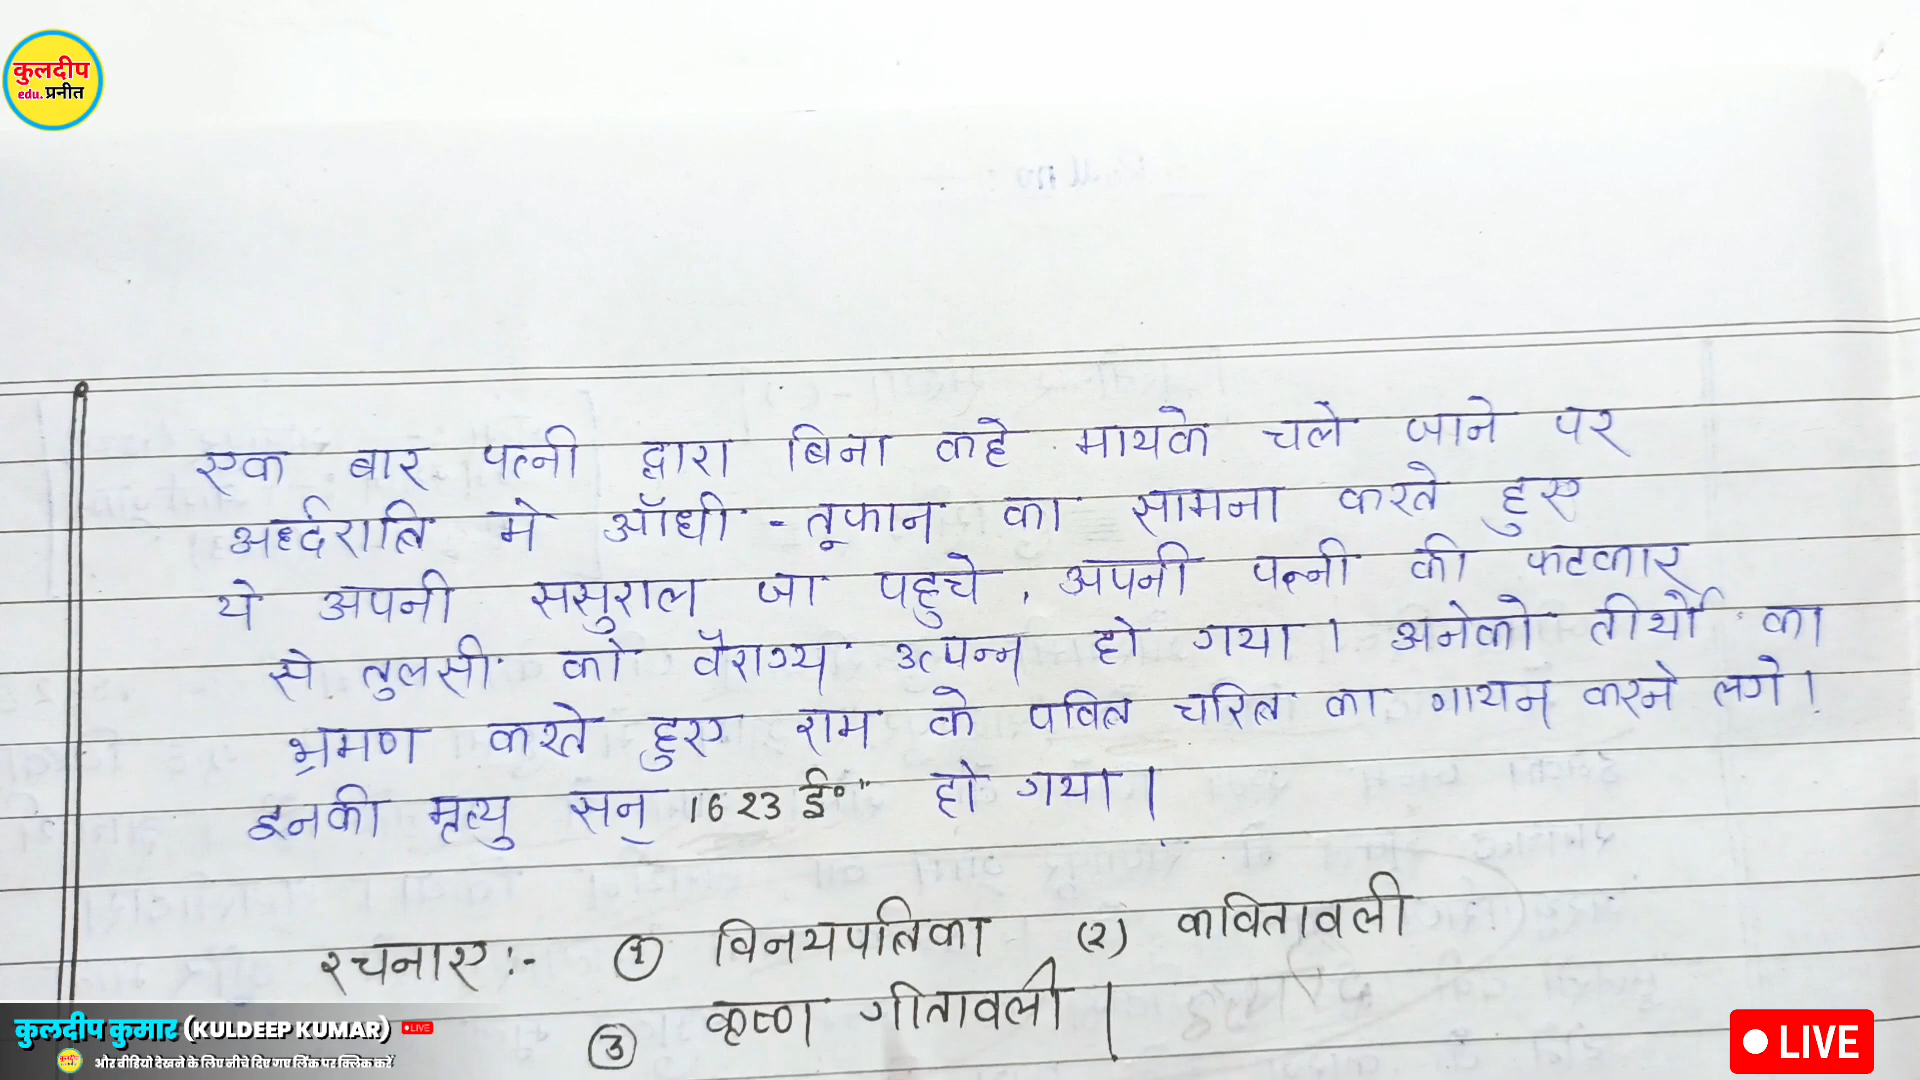 कुलदीप
edu. प्रनीत
एक बार पत्नी द्वारा बिना कहे मायके चले जाने पर
अर्ध्दरात्रि मे आँधी - तूफान का सामना करते हुए
ये अपनी ससुराल जा पहुचे, अपनी पत्नी की फटकार
से तुलसी को वैराग्य उत्पन्न हो गया। अनेको तीर्थो का
भ्रमण करते हुए राम के पवित्र चरित्र का गायन करने लगे।
इनकी मृत्यु सन् 1623 ई० हो गया।
रचनाए :- ① विनयपत्रिका (२) कवितावली
③ कृष्ण गीतावली।
कुलदीप कुमार (KULDEEP KUMAR) LIVE
और वीडियो देखने के लिए नीचे दिए गए लिंक पर क्लिक करें
LIVE